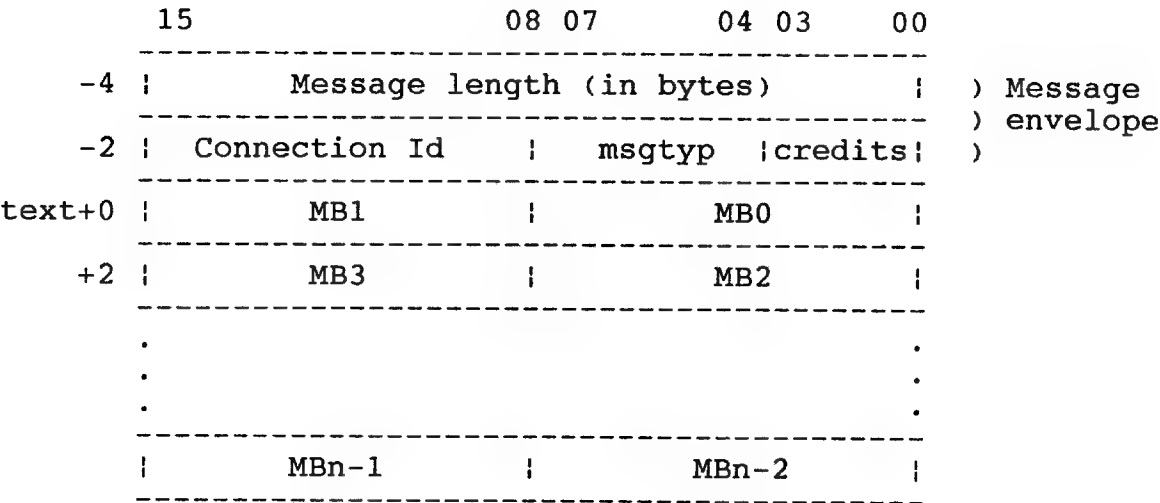 15 08 07 04 03 00
-4 | Message length (in bytes) | ) Message
) envelope
-2 | Connection Id | msgtyp |credits| )
text+0 | MB1 | MB0 |
+2 | MB3 | MB2 |
. .
. .
. .
| MBn-1 | MBn-2 |